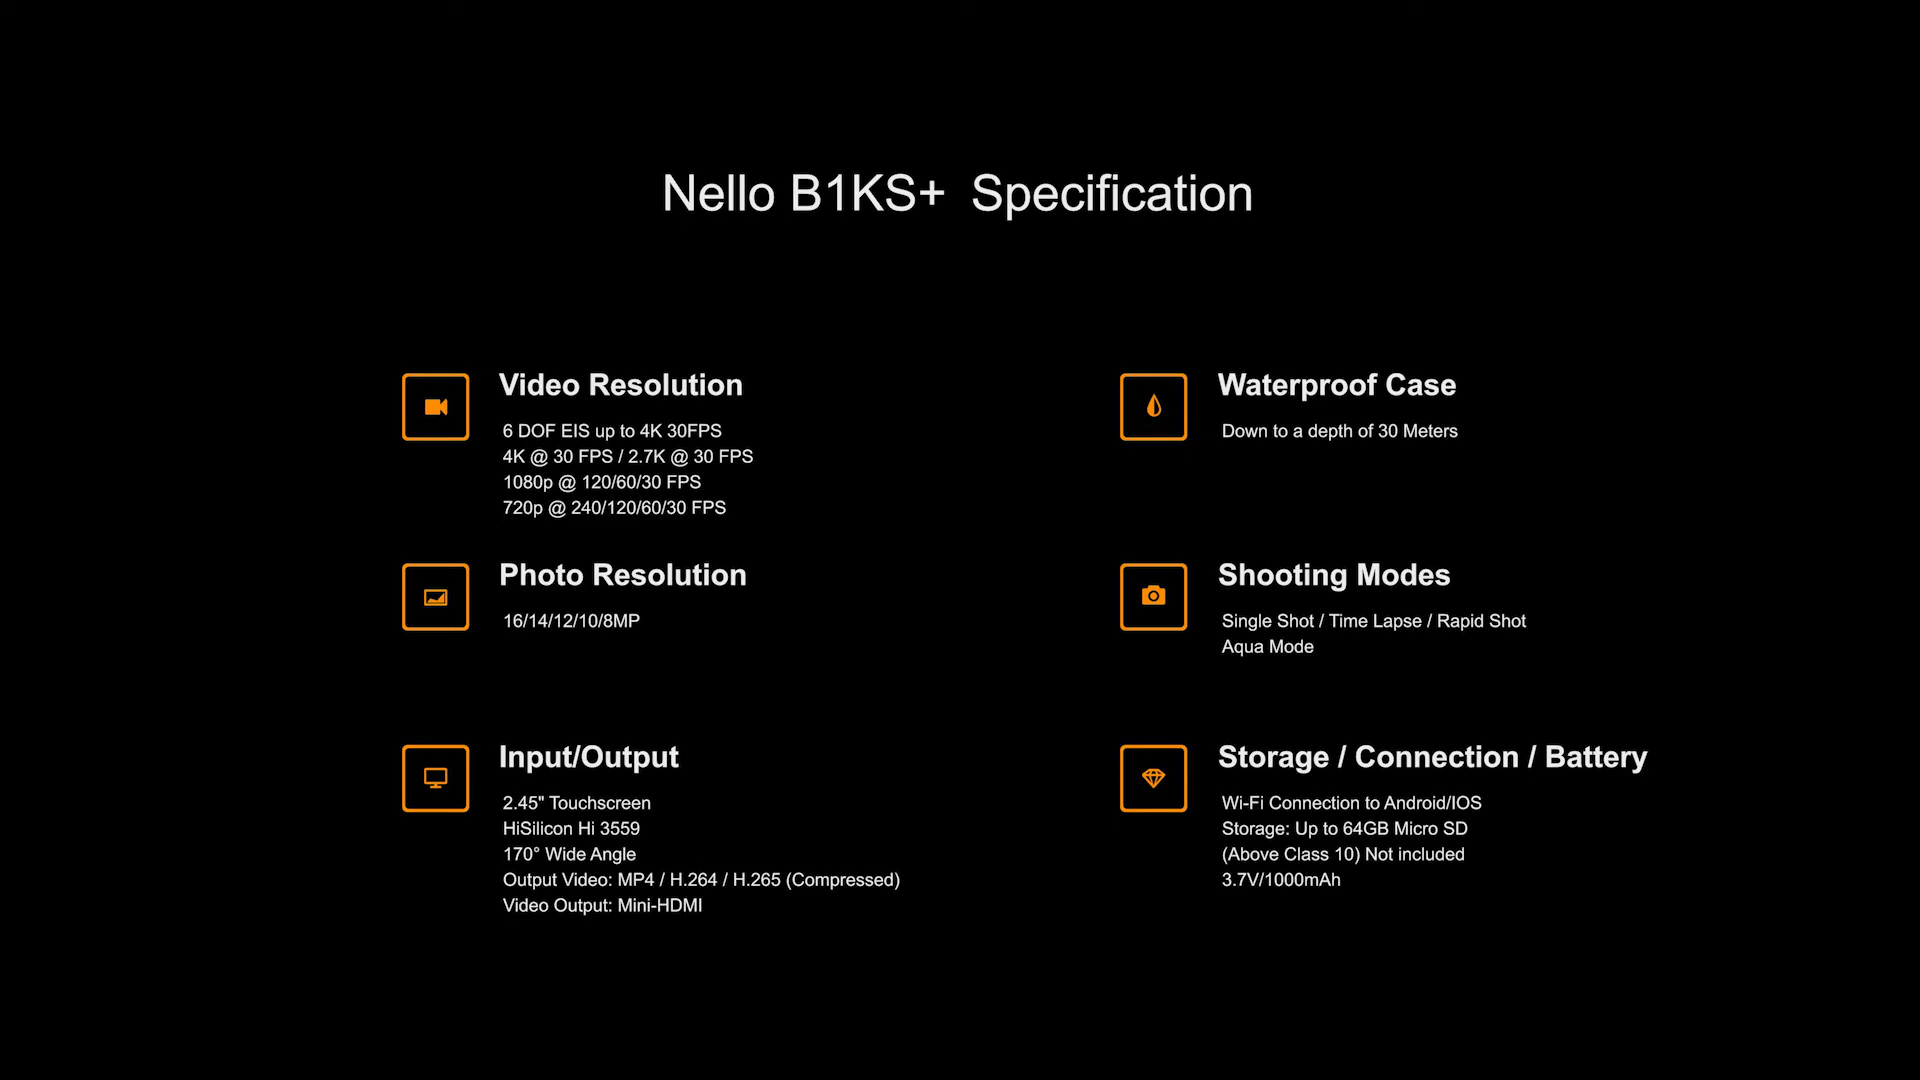 Nello B1KS+ Specification
Video Resolution
6 DOF EIS up to 4K 30FPS
4K @ 30 FPS / 2.7K @ 30 FPS
1080p @ 120/60/30 FPS
720p @ 240/120/60/30 FPS
Waterproof Case
Down to a depth of 30 Meters
Photo Resolution
16/14/12/10/8MP
Shooting Modes
Single Shot / Time Lapse / Rapid Shot
Aqua Mode
Input/Output
2.45" Touchscreen
HiSilicon Hi 3559
170° Wide Angle
Output Video: MP4 / H.264 / H.265 (Compressed)
Video Output: Mini-HDMI
Storage / Connection / Battery
Wi-Fi Connection to Android/IOS
Storage: Up to 64GB Micro SD
(Above Class 10) Not included
3.7V/1000mAh